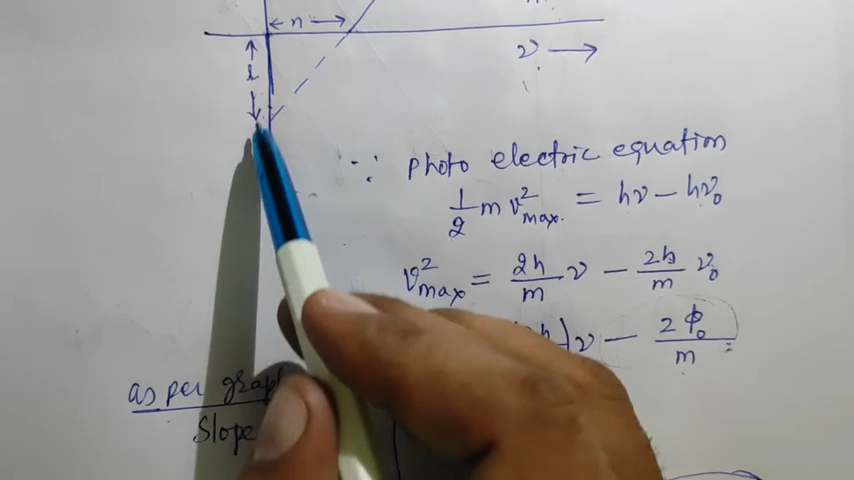 n
ν
l
∵ photo electric equation
1/2 m v²max. = hν − hν₀
v²max = 2h/m ν − 2h/m ν₀
)ν − 2ϕ₀/m
as per graph
Slope